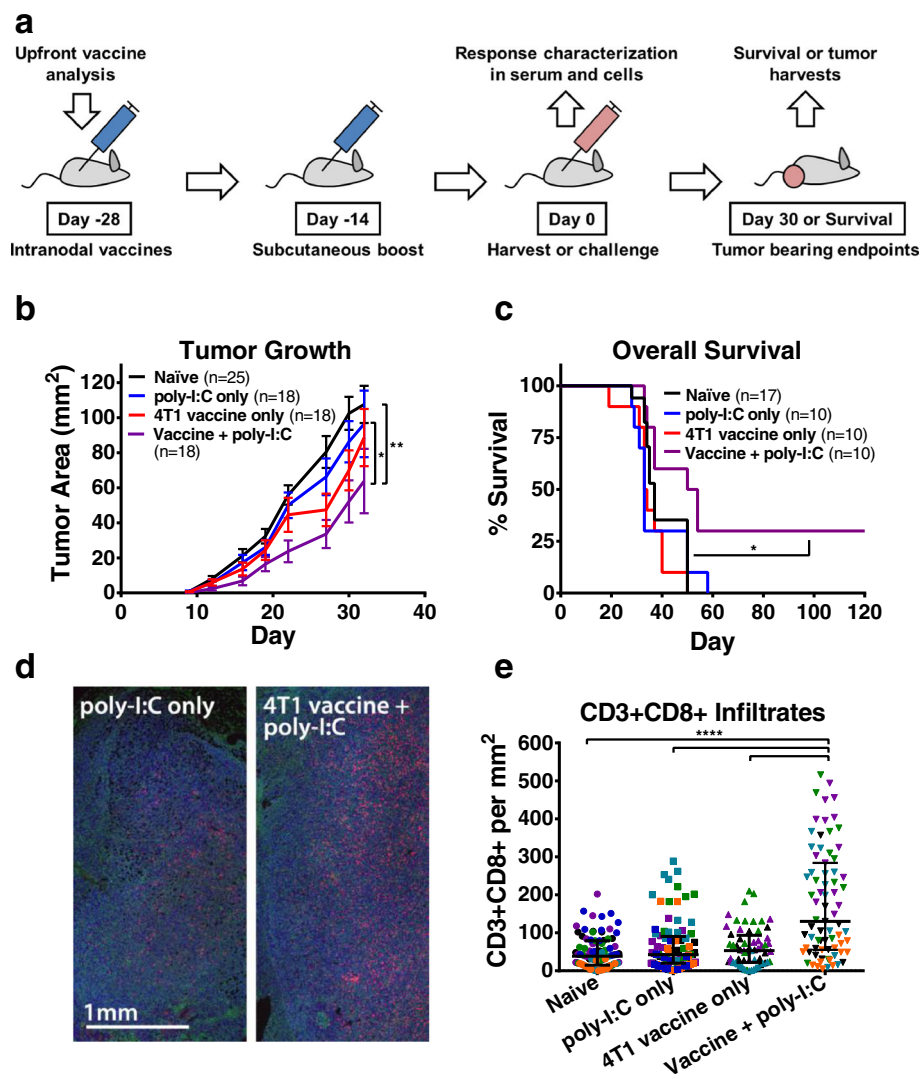 a
Upfront vaccine
analysis
Response characterization
in serum and cells
Survival or tumor
harvests
Day -28
Day -14
Day 0
Day 30 or Survival
Intranodal vaccines
Subcutaneous boost
Harvest or challenge
Tumor bearing endpoints
b
Tumor Growth
Tumor Area (mm2)
120
100
80
60
40
20
0
Naïve (n=25)
poly-I:C only (n=18)
4T1 vaccine only (n=18)
Vaccine + poly-I:C
(n=18)
*
**
0 10 20 30 40
Day
c
Overall Survival
% Survival
100
75
50
25
0
Naïve (n=17)
poly-I:C only (n=10)
4T1 vaccine only (n=10)
Vaccine + poly-I:C (n=10)
*
0 20 40 60 80 100 120
Day
d
poly-I:C only
1mm
4T1 vaccine +
poly-I:C
e
CD3+CD8+ Infiltrates
CD3+CD8+ per mm2
600
500
400
300
200
100
0
****
Naive
poly-I:C only
4T1 vaccine only
Vaccine + poly-I:C